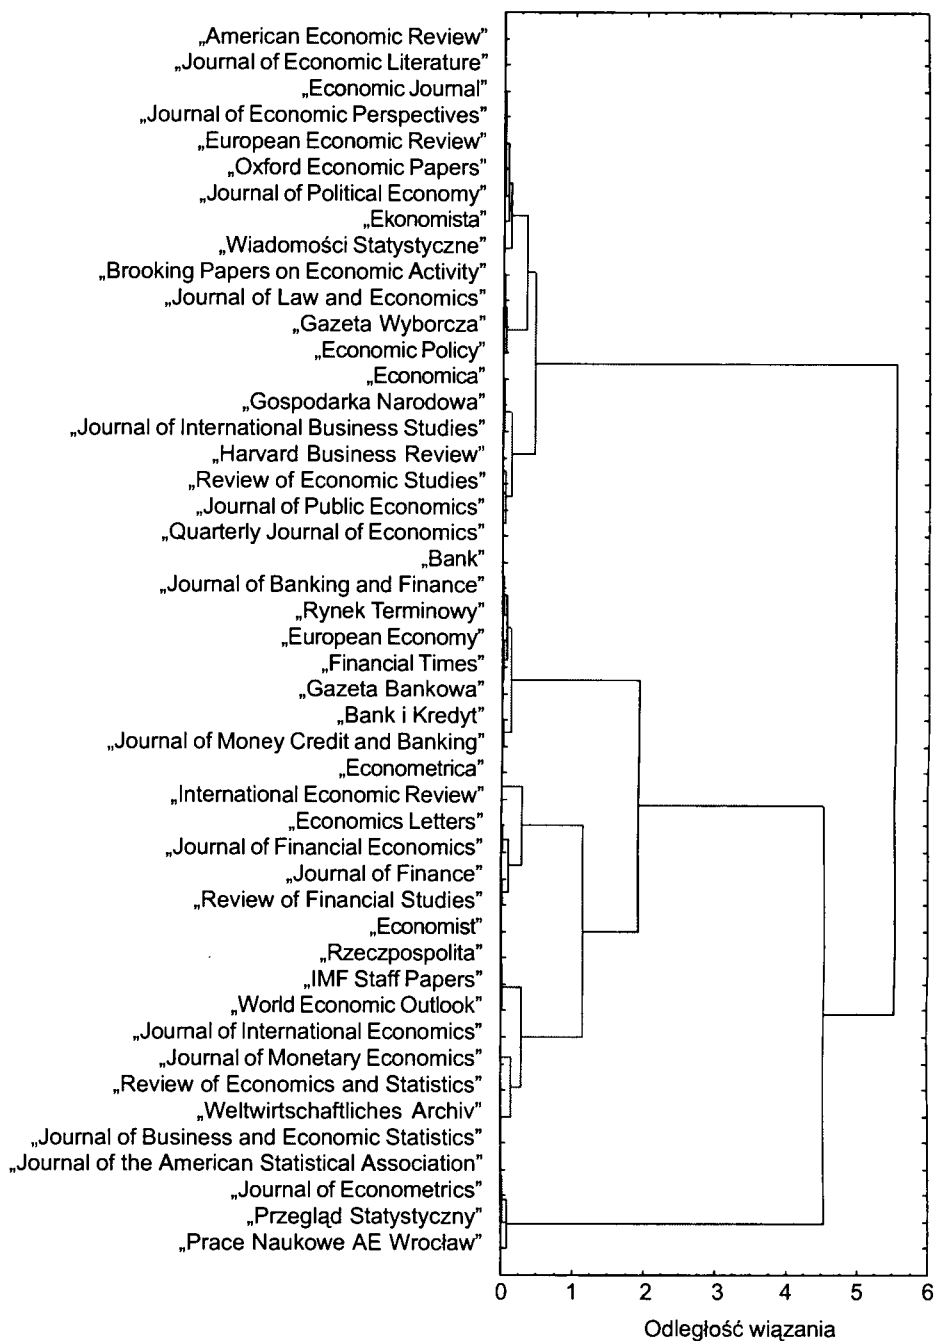 „American Economic Review”
„Journal of Economic Literature”
„Economic Journal”
„Journal of Economic Perspectives”
„European Economic Review”
„Oxford Economic Papers”
„Journal of Political Economy”
„Ekonomista”
„Wiadomości Statystyczne”
„Brooking Papers on Economic Activity”
„Journal of Law and Economics”
„Gazeta Wyborcza”
„Economic Policy”
„Economica”
„Gospodarka Narodowa”
„Journal of International Business Studies”
„Harvard Business Review”
„Review of Economic Studies”
„Journal of Public Economics”
„Quarterly Journal of Economics”
„Bank”
„Journal of Banking and Finance”
„Rynek Terminowy”
„European Economy”
„Financial Times”
„Gazeta Bankowa”
„Bank i Kredyt”
„Journal of Money Credit and Banking”
„Econometrica”
„International Economic Review”
„Economics Letters”
„Journal of Financial Economics”
„Journal of Finance”
„Review of Financial Studies”
„Economist”
„Rzeczpospolita”
„IMF Staff Papers”
„World Economic Outlook”
„Journal of International Economics”
„Journal of Monetary Economics”
„Review of Economics and Statistics”
„Weltwirtschaftliches Archiv”
„Journal of Business and Economic Statistics”
„Journal of the American Statistical Association”
„Journal of Econometrics”
„Przegląd Statystyczny”
„Prace Naukowe AE Wrocław”
0 1 2 3 4 5 6
Odległość wiązania